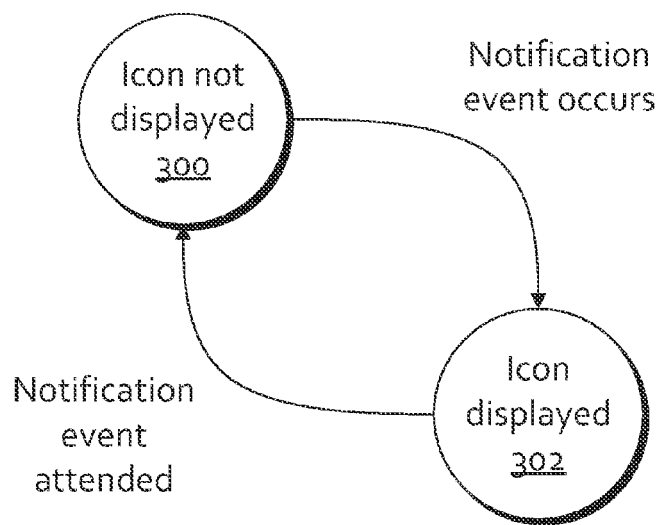 Icon not
displayed
300
Notification
event occurs
Notification
event
attended
Icon
displayed
302